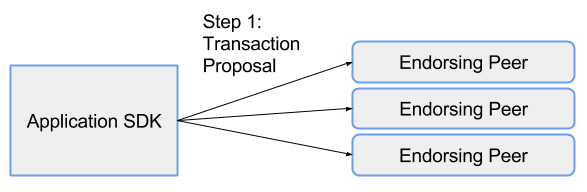 Step 1:
Transaction
Proposal
Application SDK
Endorsing Peer
Endorsing Peer
Endorsing Peer